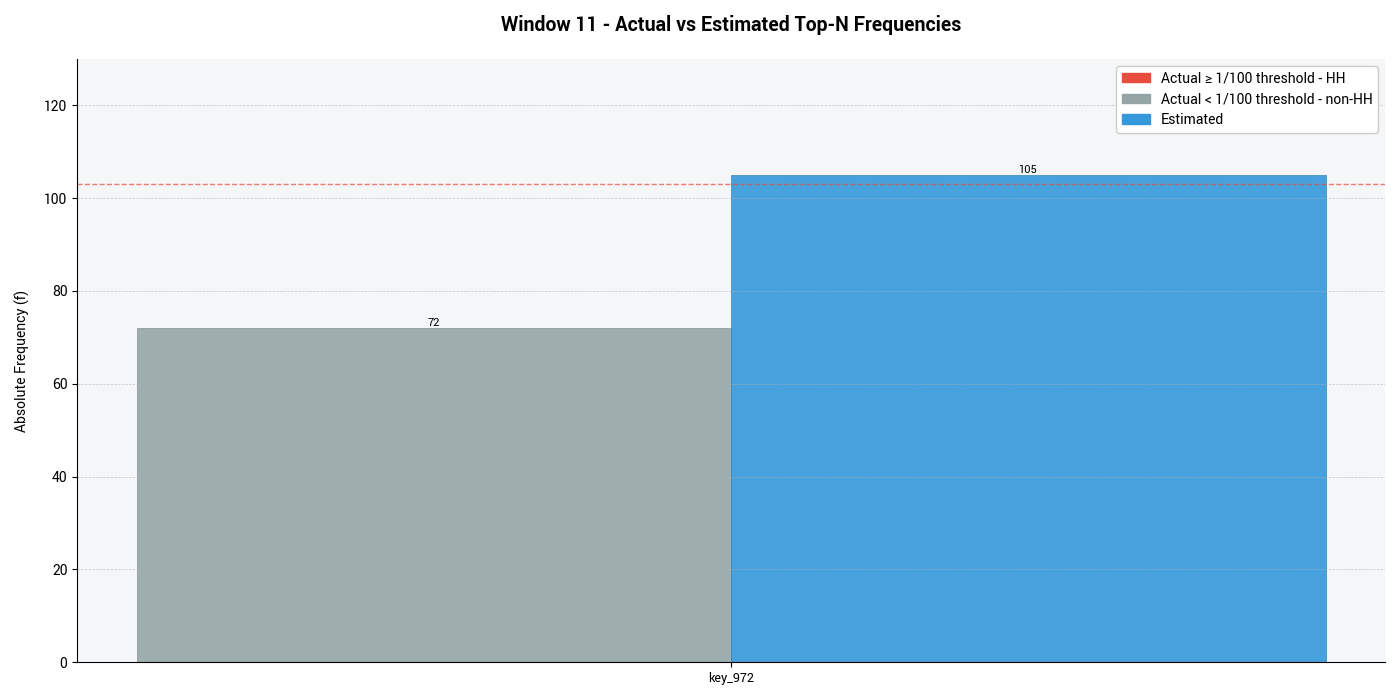 Window 11 - Actual vs Estimated Top-N Frequencies
Actual ≥ 1/100 threshold - HH
Actual < 1/100 threshold - non-HH
Estimated
Absolute Frequency (f)
120
100
80
60
40
20
0
72
105
key_972